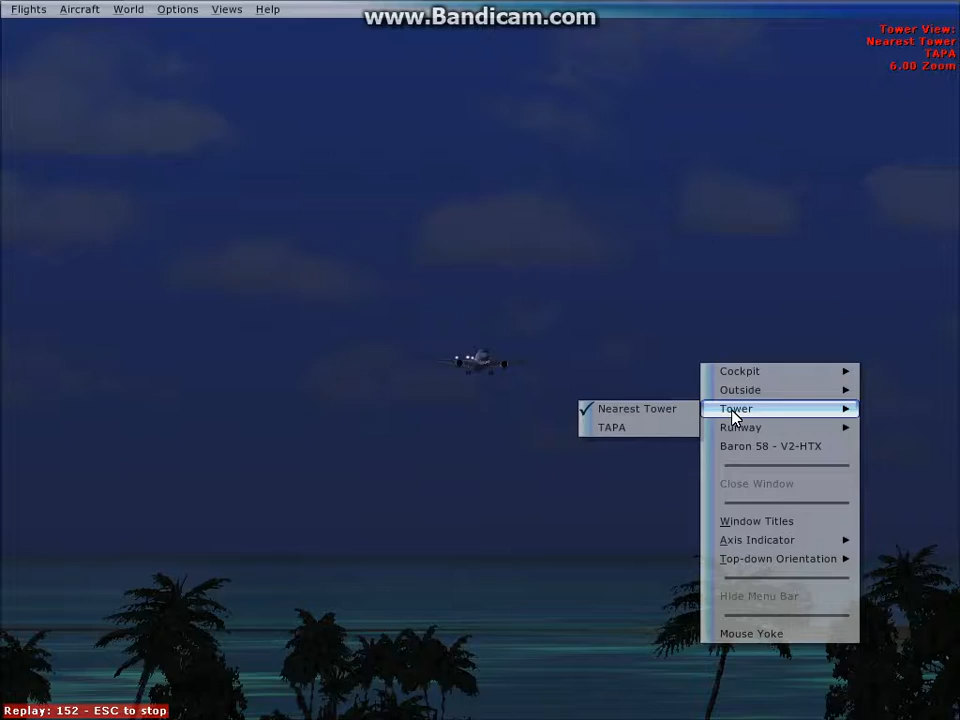 Flights Aircraft World Options Views Help
www.Bandicam.com
Tower View:
Nearest Tower
TAPA
6.00 Zoom
Cockpit
Outside
Tower
Nearest Tower
TAPA
Runway
Baron 58 - V2-HTX
Close Window
Window Titles
Axis Indicator
Top-down Orientation
Hide Menu Bar
Mouse Yoke
Replay: 152 - ESC to stop